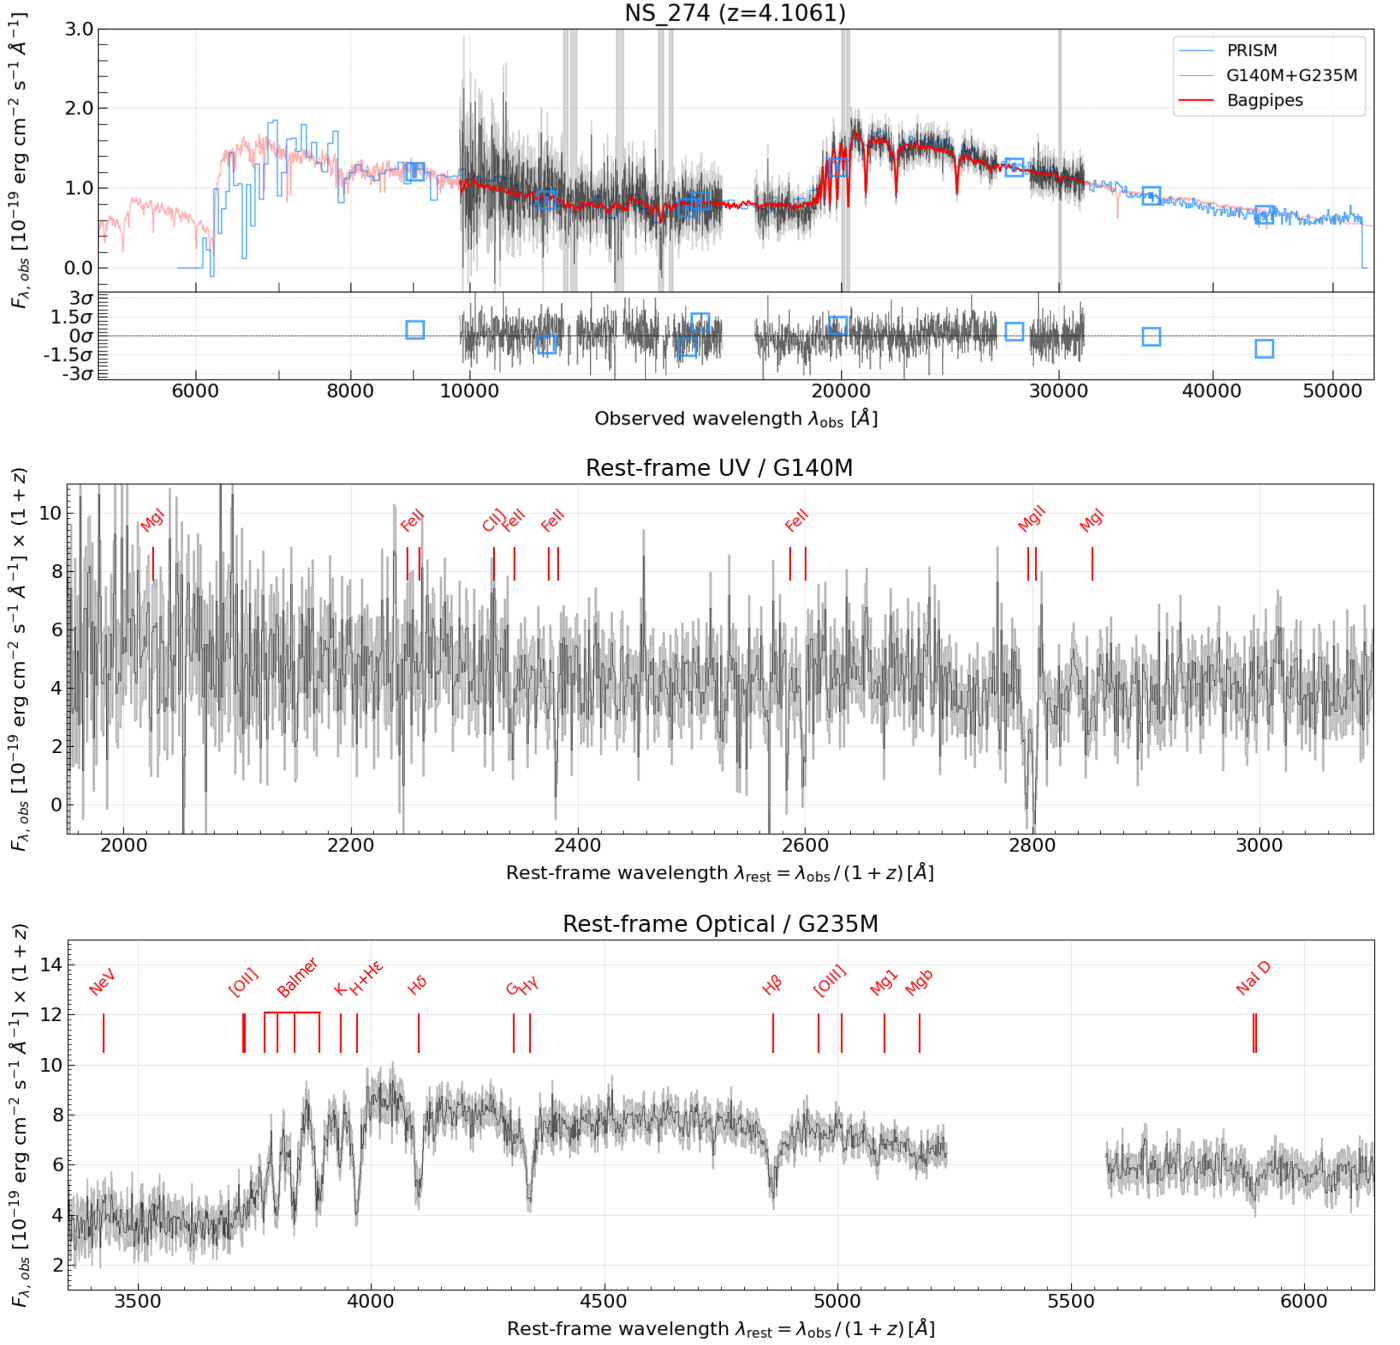 NS_274 (z=4.1061)
F_λ, obs [10⁻¹⁹ erg cm⁻² s⁻¹ Å⁻¹]
3.0
2.0
1.0
0.0
PRISM
G140M+G235M
Bagpipes
3σ
1.5σ
0σ
-1.5σ
-3σ
6000 8000 10000 20000 30000 40000 50000
Observed wavelength λ_obs [Å]
Rest-frame UV / G140M
F_λ, obs [10⁻¹⁹ erg cm⁻² s⁻¹ Å⁻¹] × (1 + z)
10
8
6
4
2
0
MgI FeII CII] FeII FeII FeII MgII MgI
2000 2200 2400 2600 2800 3000
Rest-frame wavelength λ_rest = λ_obs / (1 + z) [Å]
Rest-frame Optical / G235M
F_λ, obs [10⁻¹⁹ erg cm⁻² s⁻¹ Å⁻¹] × (1 + z)
14
12
10
8
6
4
2
NeV [OII] Balmer K H+Hε Hδ G Hγ Hβ [OIII] Mg1 Mgb NaI D
3500 4000 4500 5000 5500 6000
Rest-frame wavelength λ_rest = λ_obs / (1 + z) [Å]